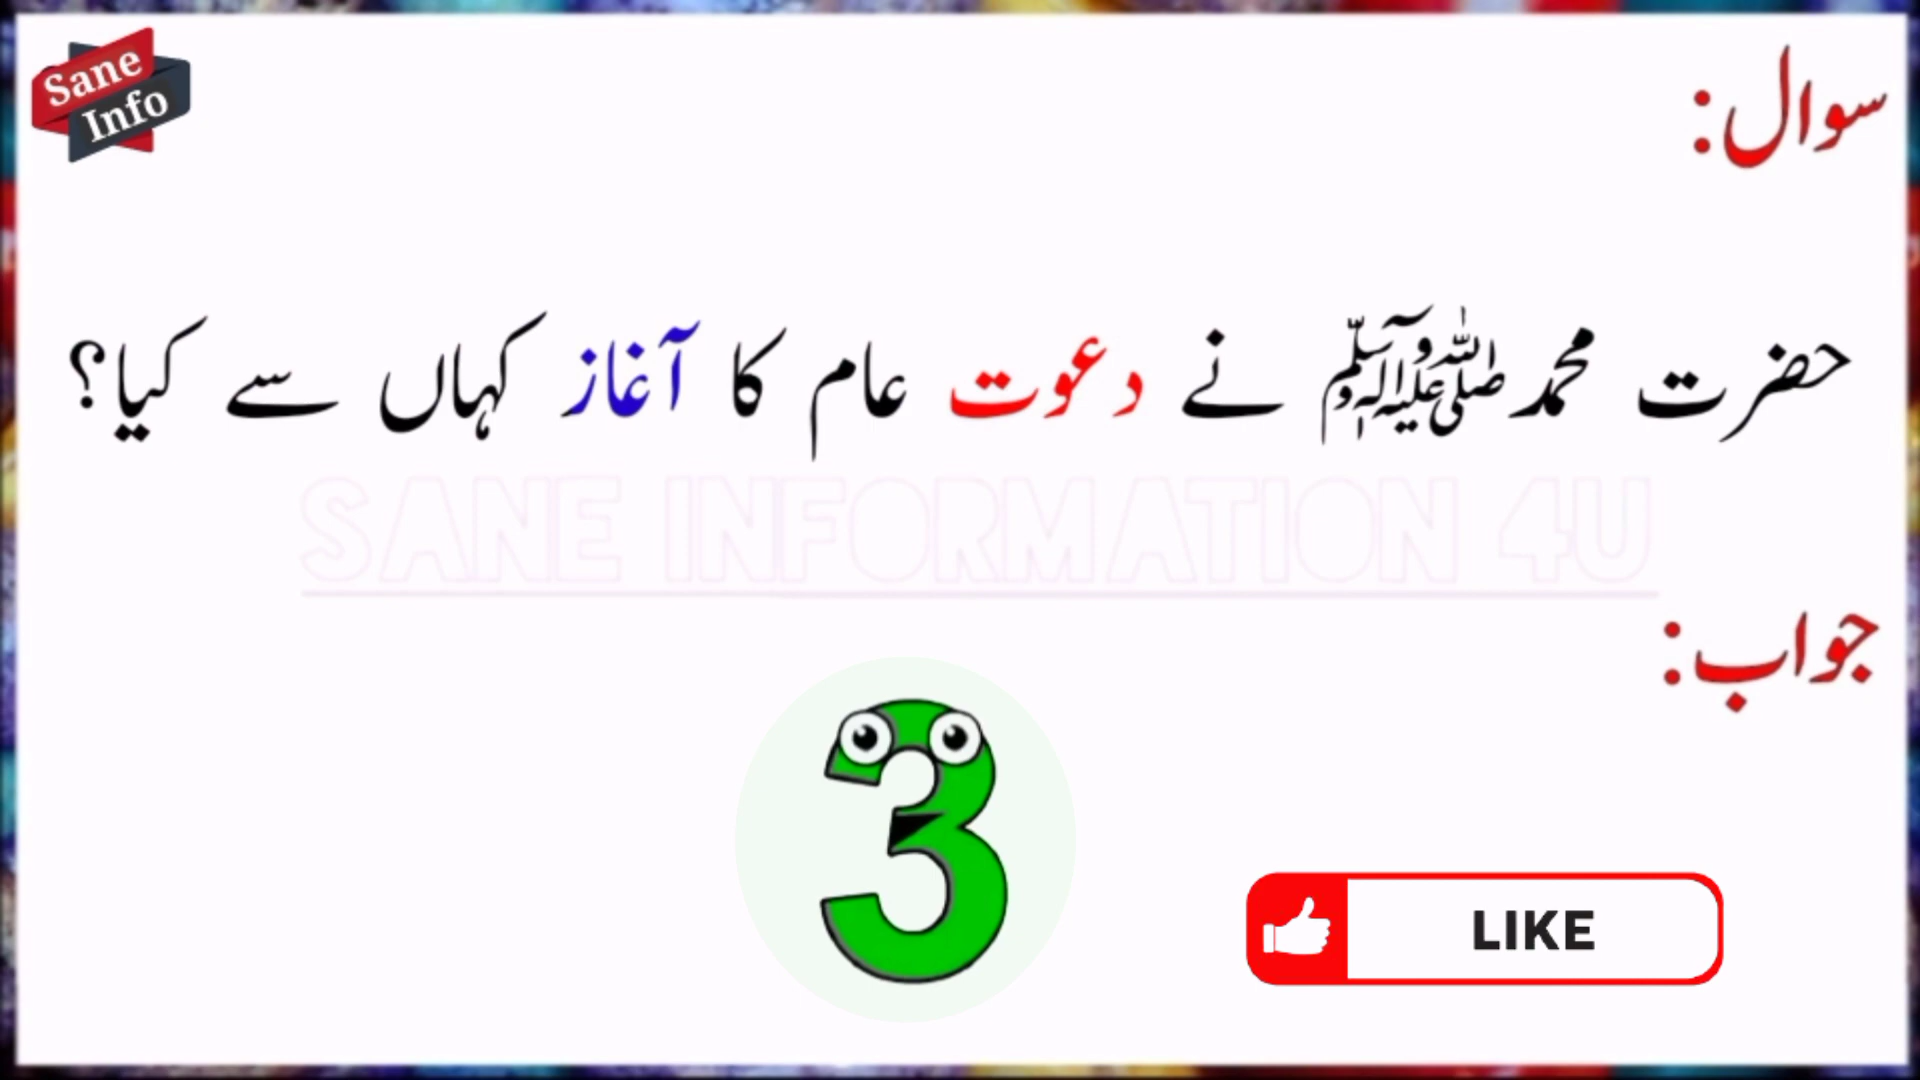 Sane
Info
سوال:
حضرت محمد ﷺ نے دعوت عام کا آغاز کہاں سے کیا؟
SANE INFORMATION 4U
جواب:
3
LIKE